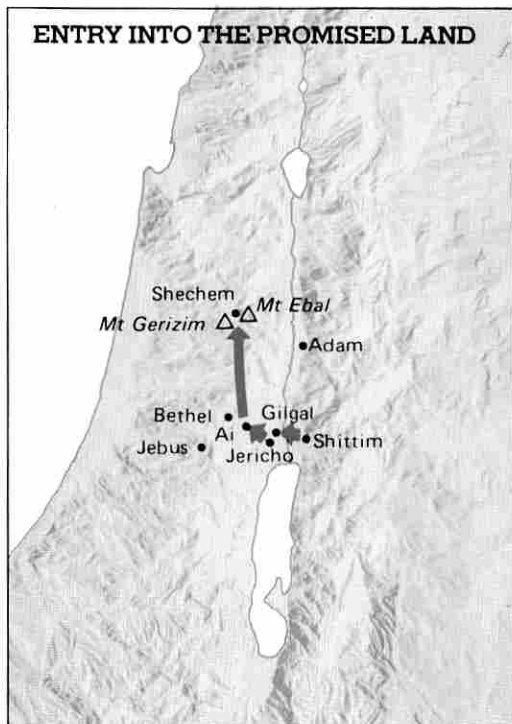 ENTRY INTO THE PROMISED LAND
Shechem
Mt Ebal
Mt Gerizim
Adam
Bethel
Gilgal
Ai
Shittim
Jebus
Jericho